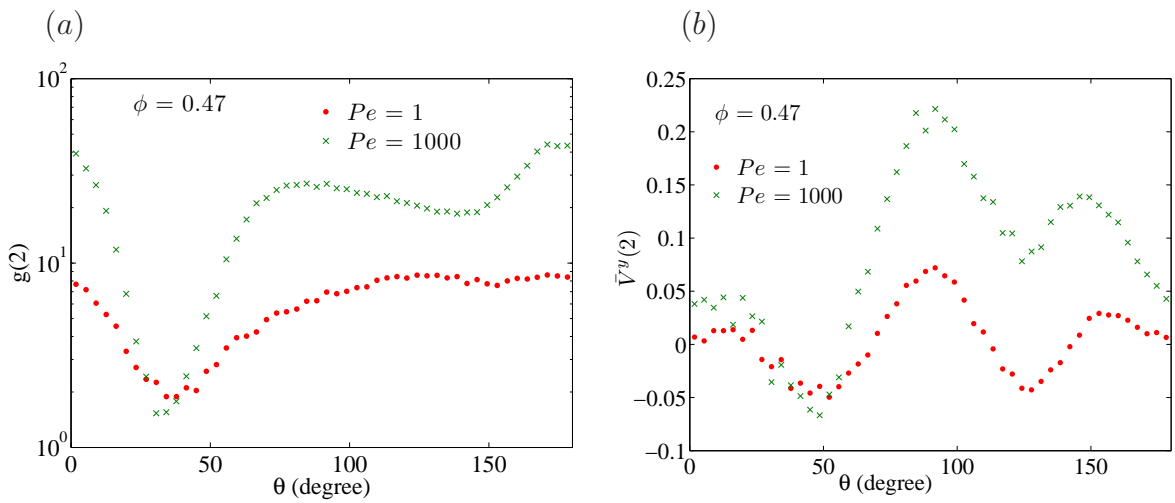 (a)
10^2
10^1
10^0
g(2)
ϕ = 0.47
Pe = 1
Pe = 1000
0
50
100
150
θ (degree)
(b)
0.25
0.2
0.15
0.1
0.05
0
−0.05
−0.1
V̄^y(2)
ϕ = 0.47
Pe = 1
Pe = 1000
0
50
100
150
θ (degree)